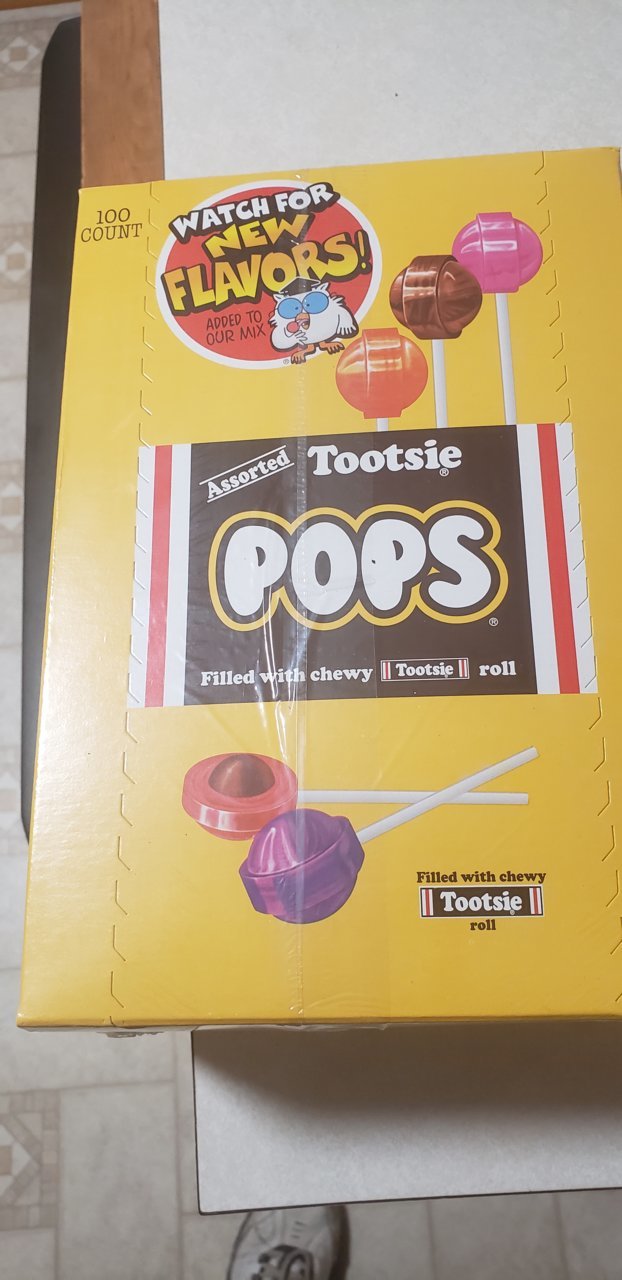 100
COUNT
WATCH FOR
NEW
FLAVORS!
ADDED TO
OUR MIX
®
Assorted Tootsie®
POPS®
Filled with chewy Tootsie roll
Filled with chewy
Tootsie®
roll